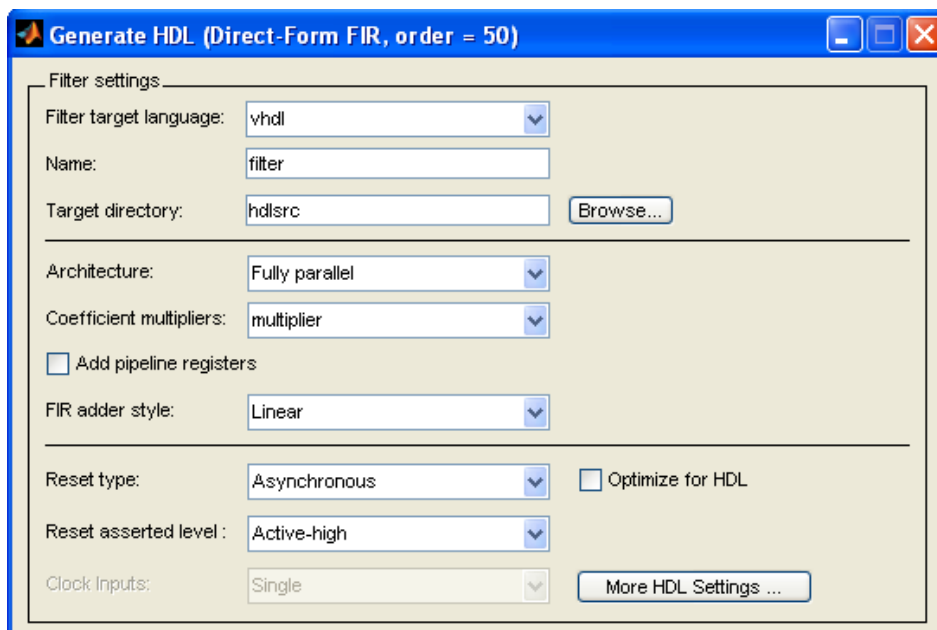 Generate HDL (Direct-Form FIR, order = 50)
Filter settings
Filter target language: vhdl
Name: filter
Target directory: hdlsrc Browse...
Architecture: Fully parallel
Coefficient multipliers: multiplier
Add pipeline registers
FIR adder style: Linear
Reset type: Asynchronous Optimize for HDL
Reset asserted level : Active-high
Clock Inputs: Single More HDL Settings ...